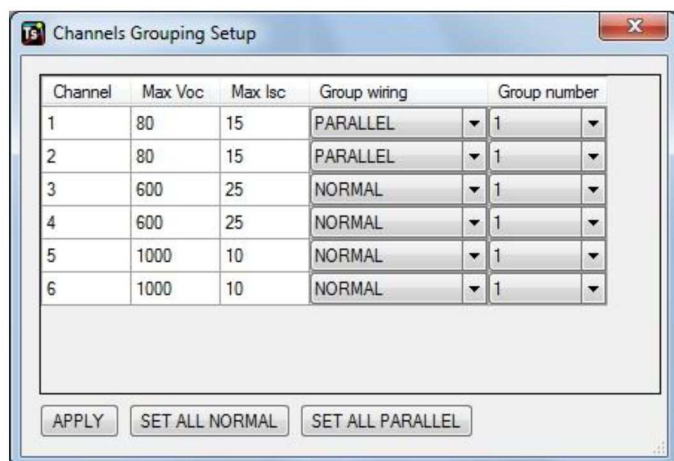 Ts Channels Grouping Setup
Channel Max Voc Max Isc Group wiring Group number
1 80 15 PARALLEL 1
2 80 15 PARALLEL 1
3 600 25 NORMAL 1
4 600 25 NORMAL 1
5 1000 10 NORMAL 1
6 1000 10 NORMAL 1
APPLY SET ALL NORMAL SET ALL PARALLEL